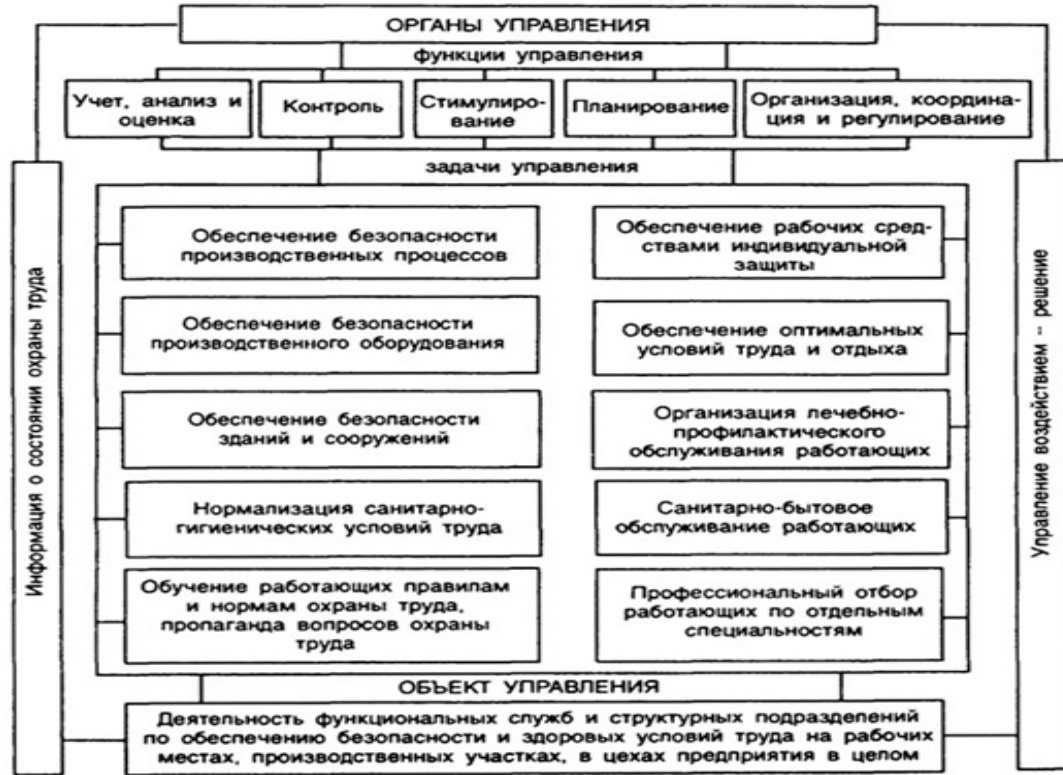 ОРГАНЫ УПРАВЛЕНИЯ
функции управления
Учет, анализ и
оценка
Контроль
Стимулиро-
вание
Планирование
Организация, координа-
ция и регулирование
задачи управления
Информация о состоянии охраны труда
Обеспечение безопасности
производственных процессов
Обеспечение рабочих сред-
ствами индивидуальной
защиты
Обеспечение безопасности
производственного оборудования
Обеспечение оптимальных
условий труда и отдыха
Обеспечение безопасности
зданий и сооружений
Организация лечебно-
профилактического
обслуживания работающих
Нормализация санитарно-
гигиенических условий труда
Санитарно-бытовое
обслуживание работающих
Обучение работающих правилам
и нормам охраны труда,
пропаганда вопросов охраны
труда
Профессиональный отбор
работающих по отдельным
специальностям
Управление воздействием – решение
ОБЪЕКТ УПРАВЛЕНИЯ
Деятельность функциональных служб и структурных подразделений
по обеспечению безопасности и здоровых условий труда на рабочих
местах, производственных участках, в цехах предприятия в целом